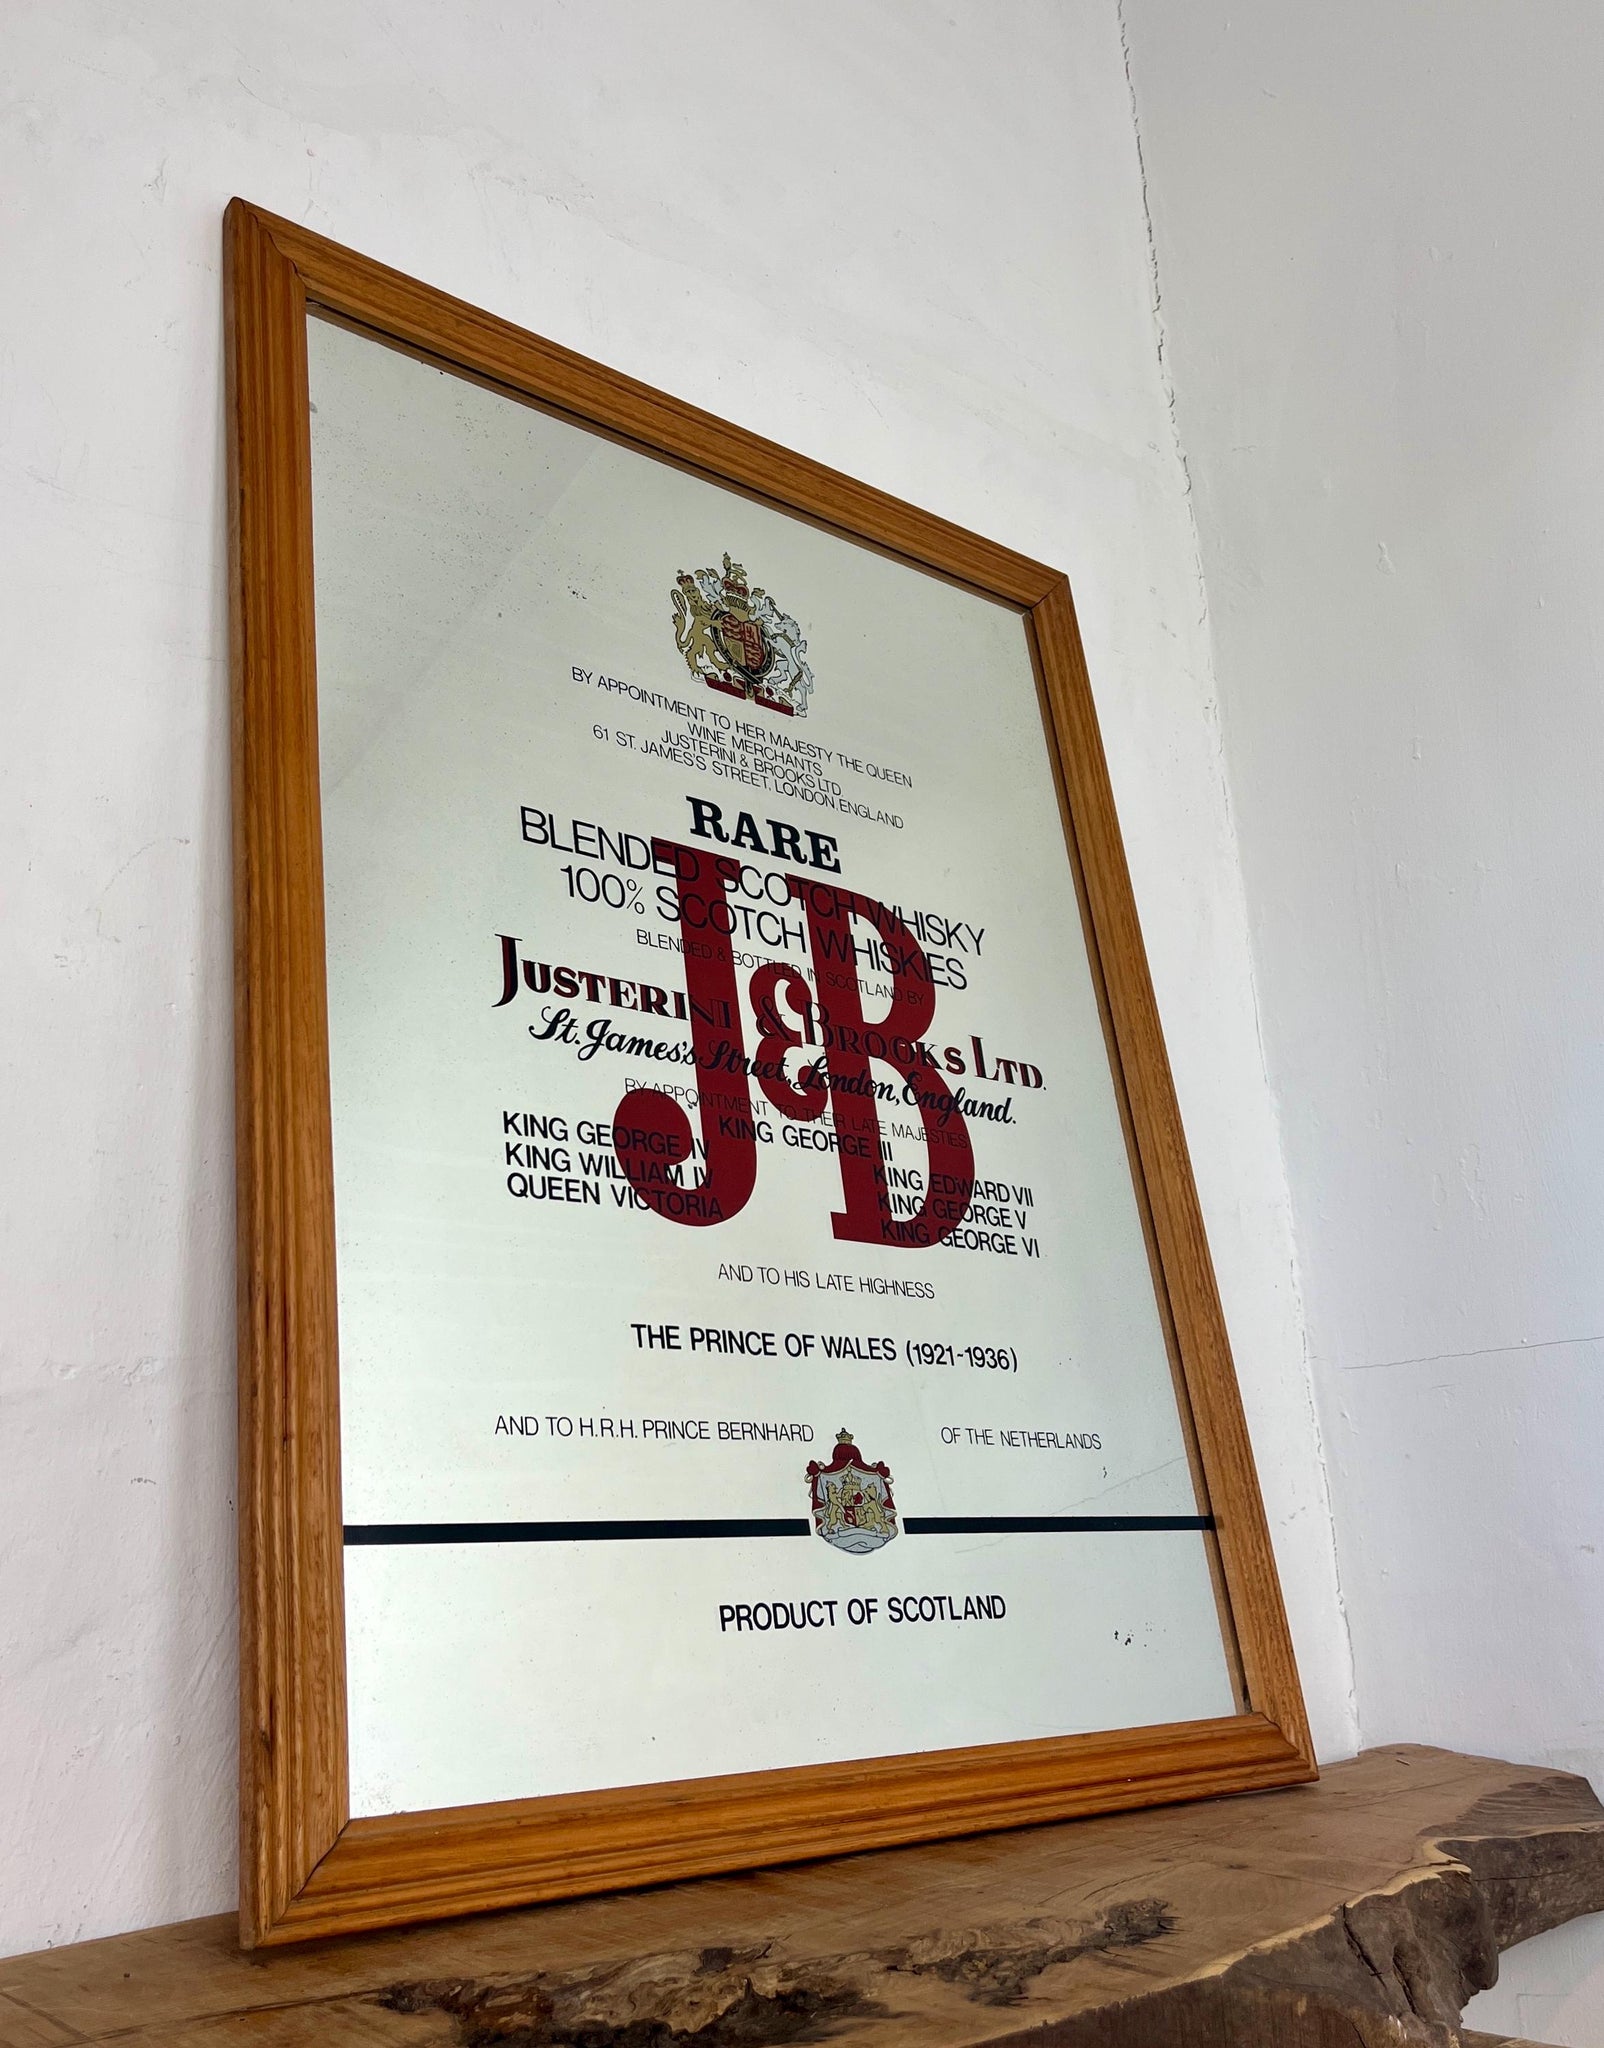 BY APPOINTMENT TO HER MAJESTY THE QUEEN
WINE MERCHANTS
JUSTERINI & BROOKS LTD.
61 ST. JAMES'S STREET, LONDON, ENGLAND
RARE
BLENDED SCOTCH WHISKY
100% SCOTCH WHISKIES
BLENDED & BOTTLED IN SCOTLAND BY
J&B
JUSTERINI & BROOKS LTD.
St. James's Street, London, England.
BY APPOINTMENT TO THEIR LATE MAJESTIES
KING GEORGE III
KING GEORGE IV
KING WILLIAM IV
QUEEN VICTORIA
KING EDWARD VII
KING GEORGE V
KING GEORGE VI
AND TO HIS LATE HIGHNESS
THE PRINCE OF WALES (1921-1936)
AND TO H.R.H. PRINCE BERNHARD OF THE NETHERLANDS
PRODUCT OF SCOTLAND